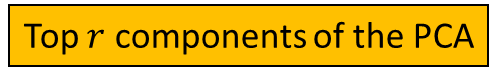 Top 𝑟 components of the PCA